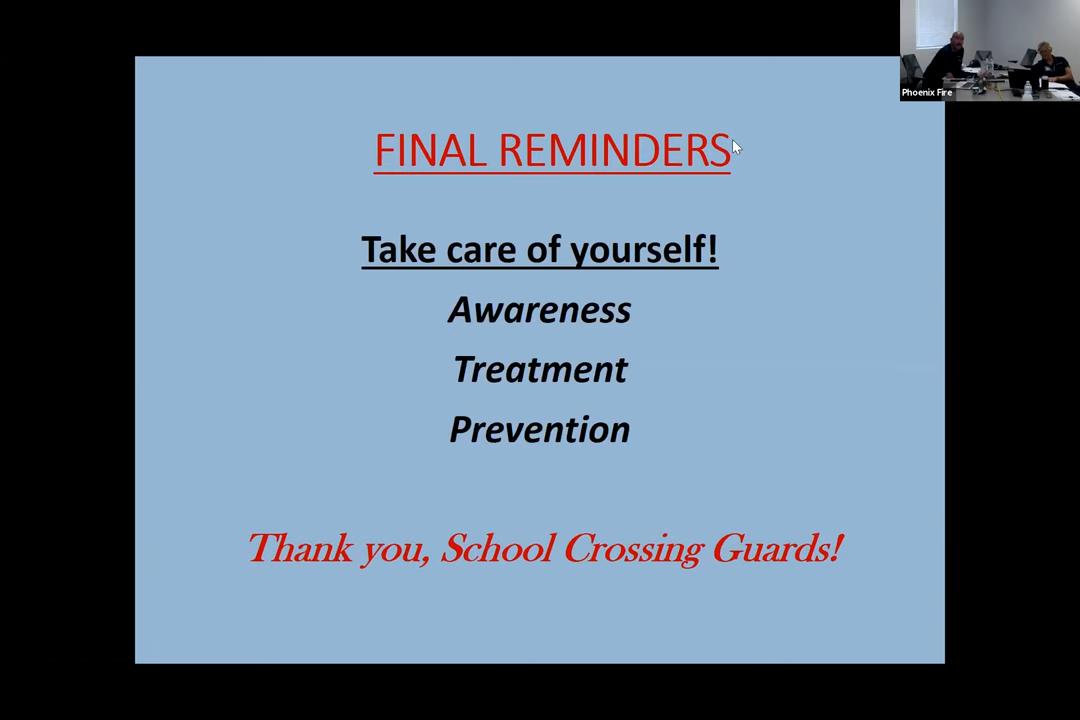 Phoenix Fire
FINAL REMINDERS
Take care of yourself!
Awareness
Treatment
Prevention
Thank you, School Crossing Guards!